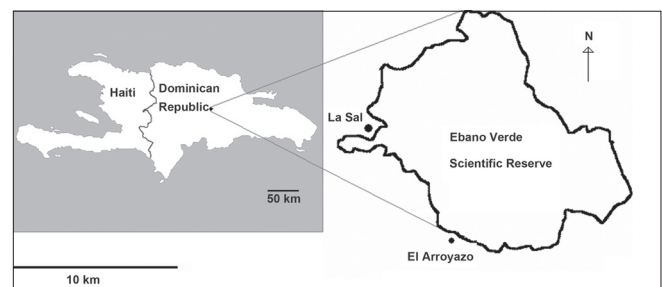 Haiti
Dominican
Republic
50 km
10 km
N
La Sal
Ebano Verde
Scientific Reserve
El Arroyazo